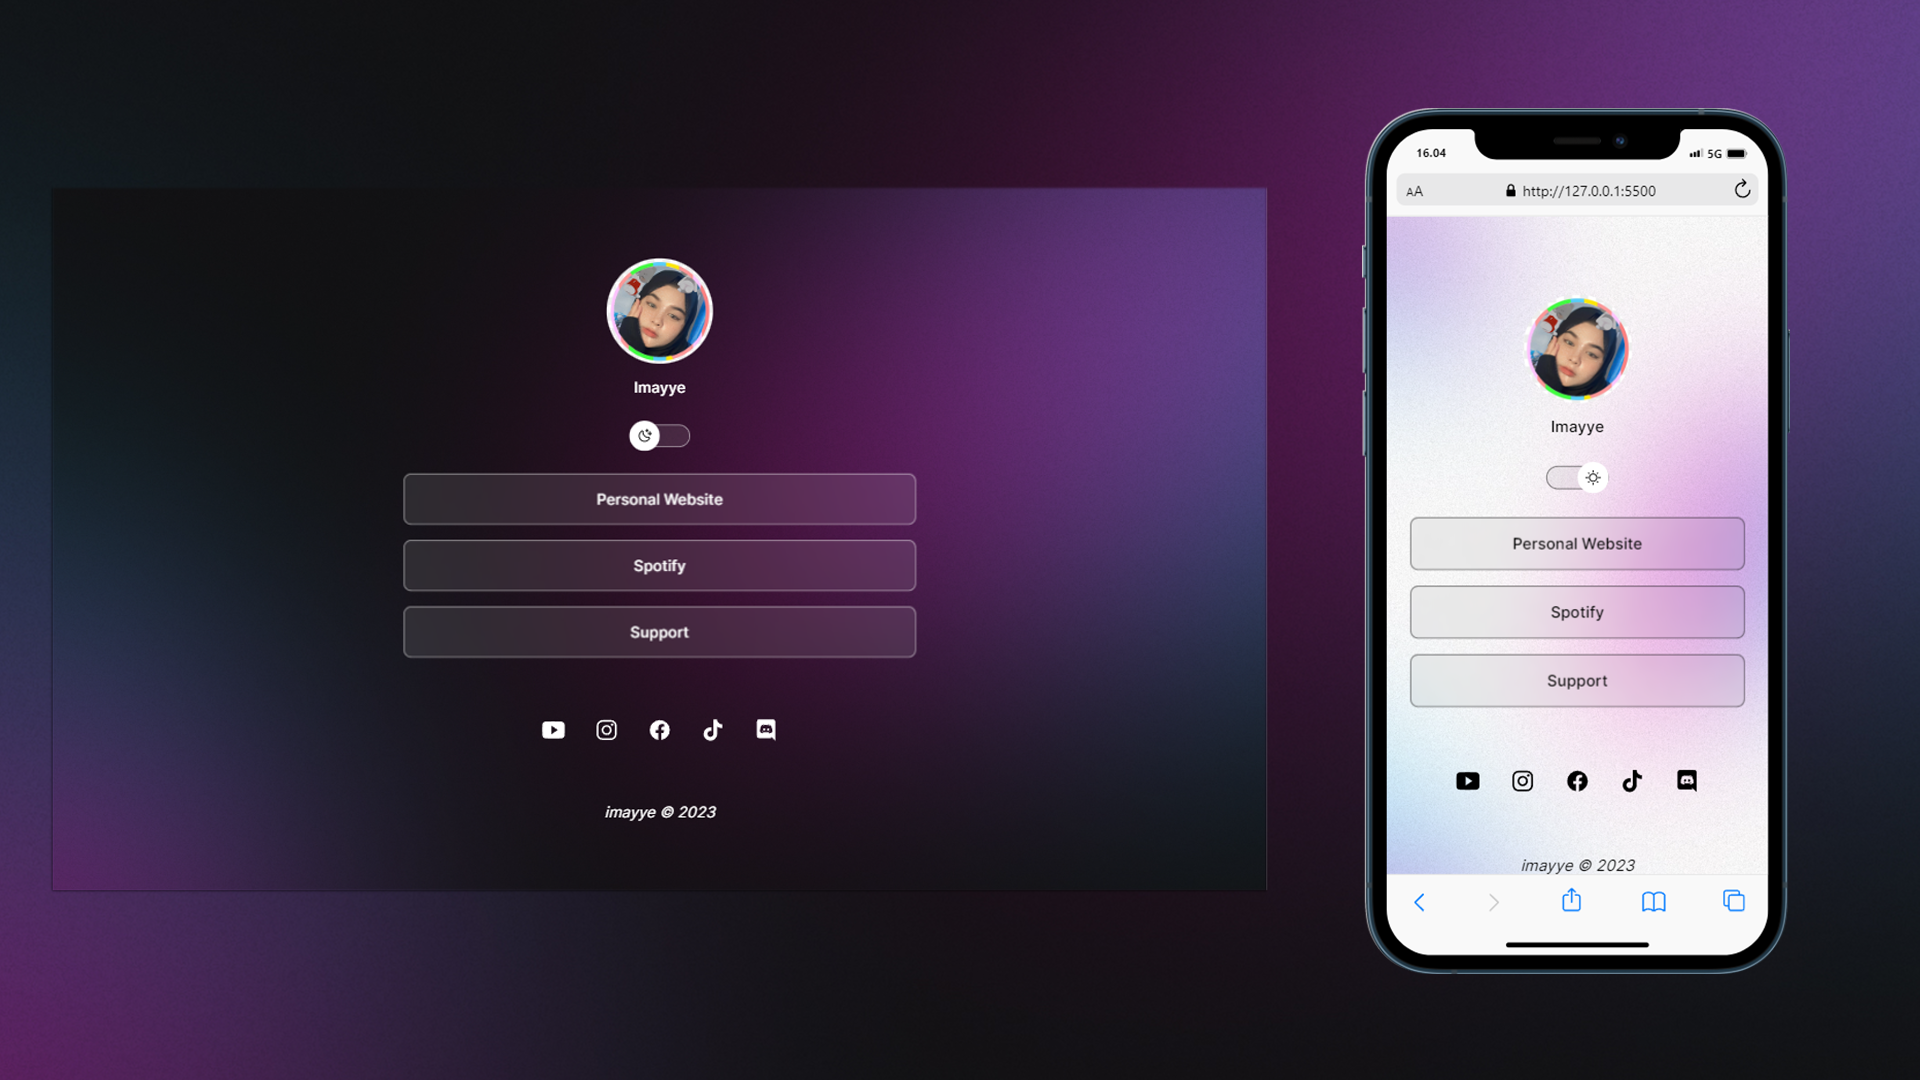 Imayye
Personal Website
Spotify
Support
imayye © 2023
16.04
5G
AA
http://127.0.0.1:5500
Imayye
Personal Website
Spotify
Support
imayye © 2023